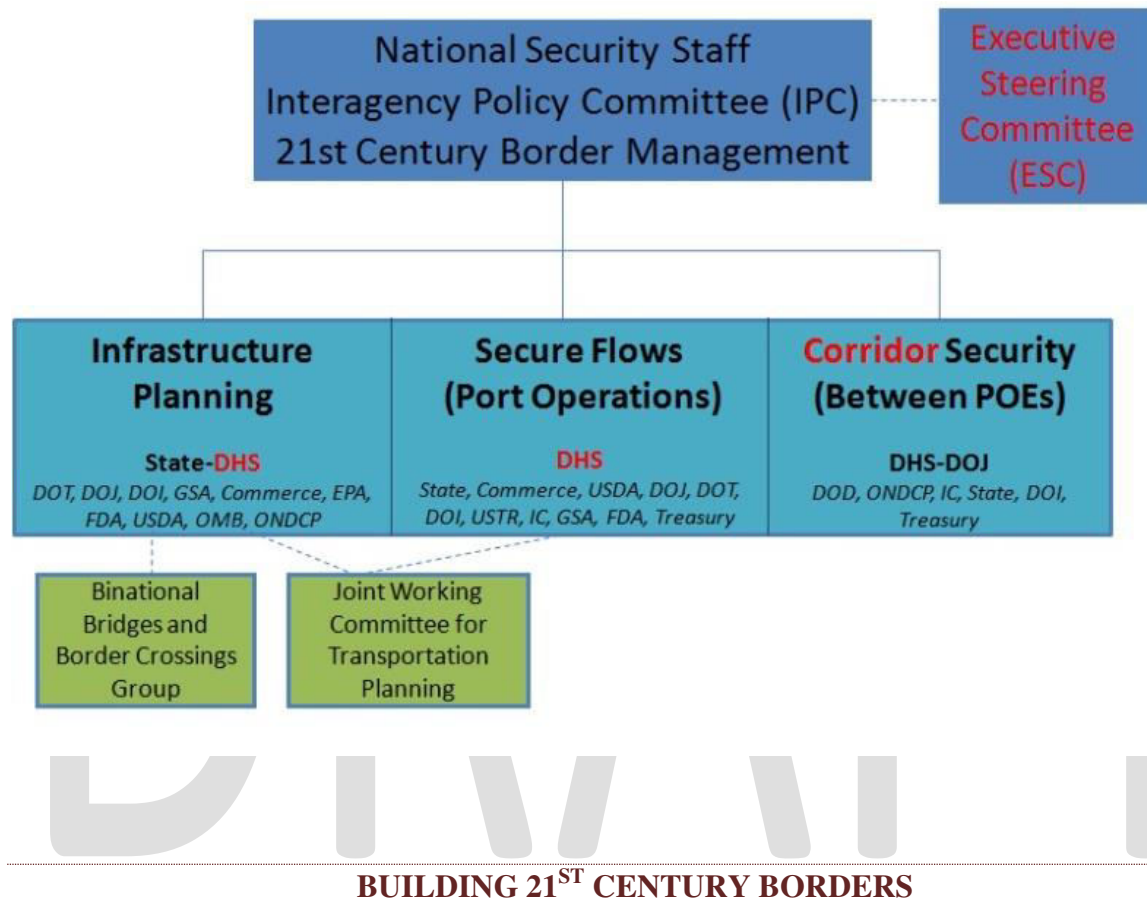 National Security Staff
Interagency Policy Committee (IPC)
21st Century Border Management
Executive
Steering
Committee
(ESC)
Infrastructure
Planning
State-DHS
DOT, DOJ, DOI, GSA, Commerce, EPA,
FDA, USDA, OMB, ONDCP
Secure Flows
(Port Operations)
DHS
State, Commerce, USDA, DOJ, DOT,
DOI, USTR, IC, GSA, FDA, Treasury
Corridor Security
(Between POEs)
DHS-DOJ
DOD, ONDCP, IC, State, DOI,
Treasury
Binational
Bridges and
Border Crossings
Group
Joint Working
Committee for
Transportation
Planning
BUILDING 21ST CENTURY BORDERS